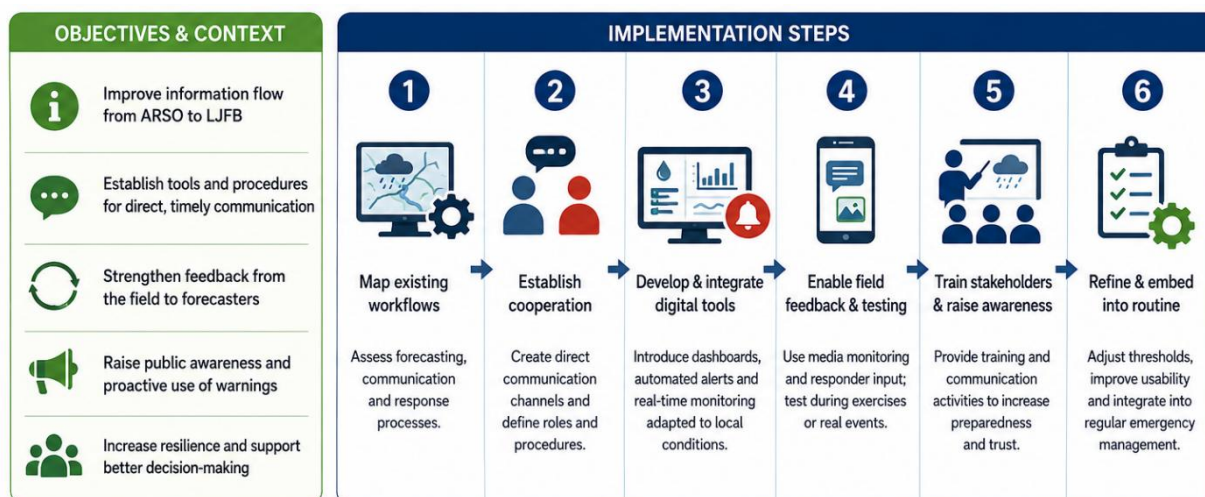 OBJECTIVES & CONTEXT
Improve information flow
from ARSO to LJFB
Establish tools and procedures
for direct, timely communication
Strengthen feedback from
the field to forecasters
Raise public awareness and
proactive use of warnings
Increase resilience and support
better decision-making
IMPLEMENTATION STEPS
1
Map existing
workflows
Assess forecasting,
communication
and response
processes.
2
Establish
cooperation
Create direct
communication
channels and
define roles and
procedures.
3
Develop & integrate
digital tools
Introduce dashboards,
automated alerts and
real-time monitoring
adapted to local
conditions.
4
Enable field
feedback & testing
Use media monitoring
and responder input;
test during exercises
or real events.
5
Train stakeholders
& raise awareness
Provide training and
communication
activities to increase
preparedness
and trust.
6
Refine & embed
into routine
Adjust thresholds,
improve usability
and integrate into
regular emergency
management.